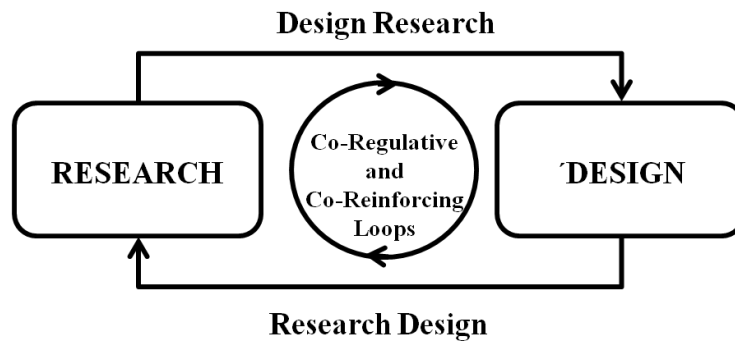 Design Research
RESEARCH
Co-Regulative
and
Co-Reinforcing
Loops
´DESIGN
Research Design